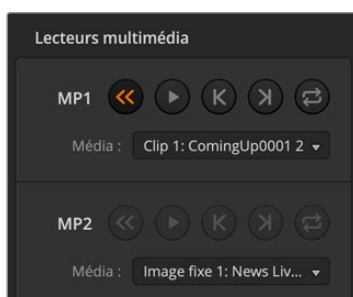 Lecteurs multimédia
MP1
Média : Clip 1: ComingUp0001 2
MP2
Média : Image fixe 1: News Liv...